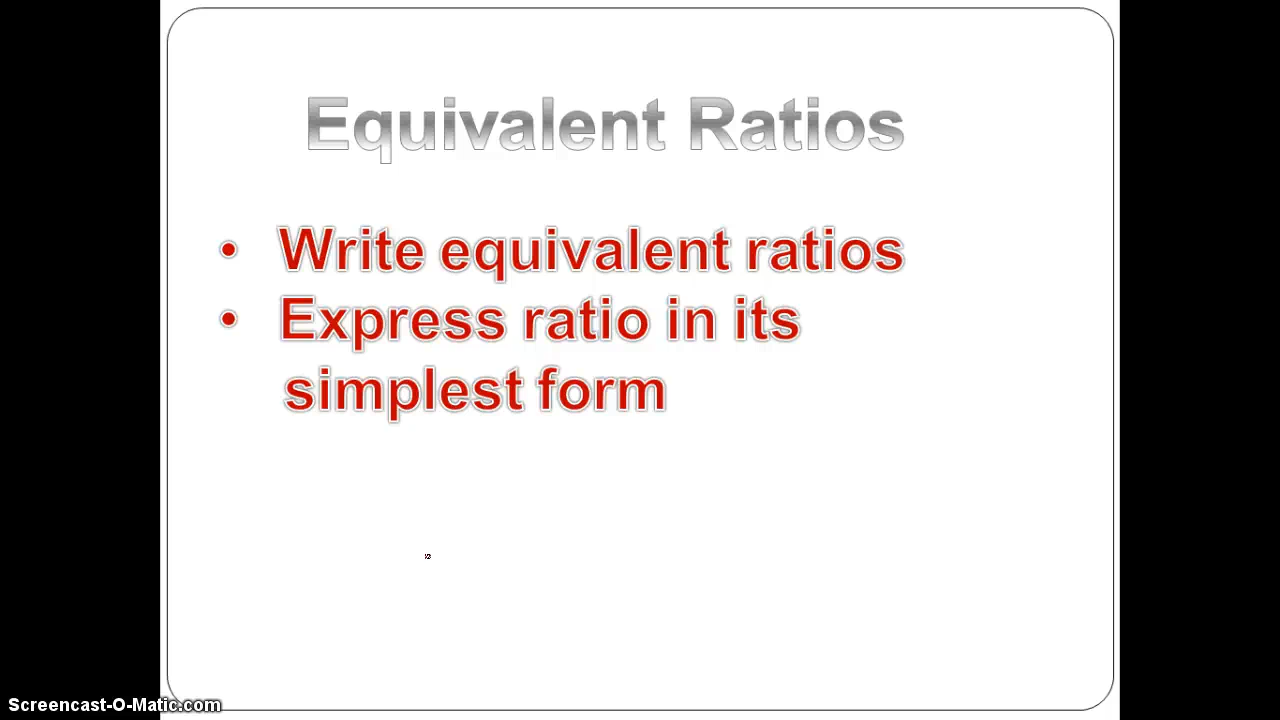 Equivalent Ratios
• Write equivalent ratios
• Express ratio in its
simplest form
Screencast-O-Matic.com